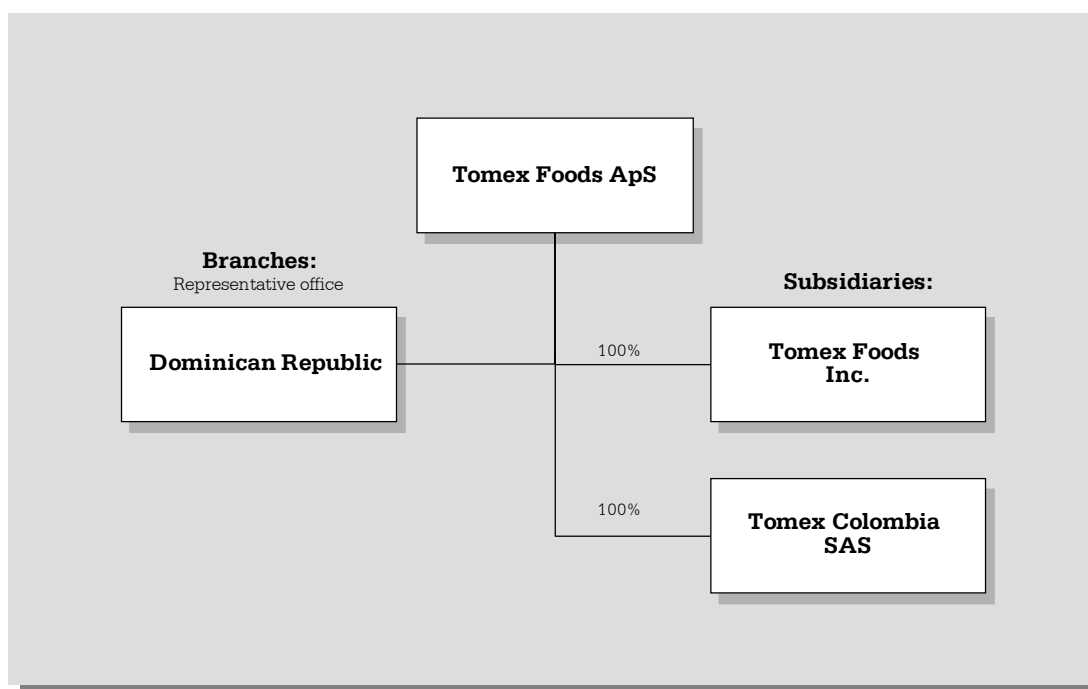 Tomex Foods ApS
Branches:
Representative office
Dominican Republic
Subsidiaries:
100%
Tomex Foods
Inc.
100%
Tomex Colombia
SAS